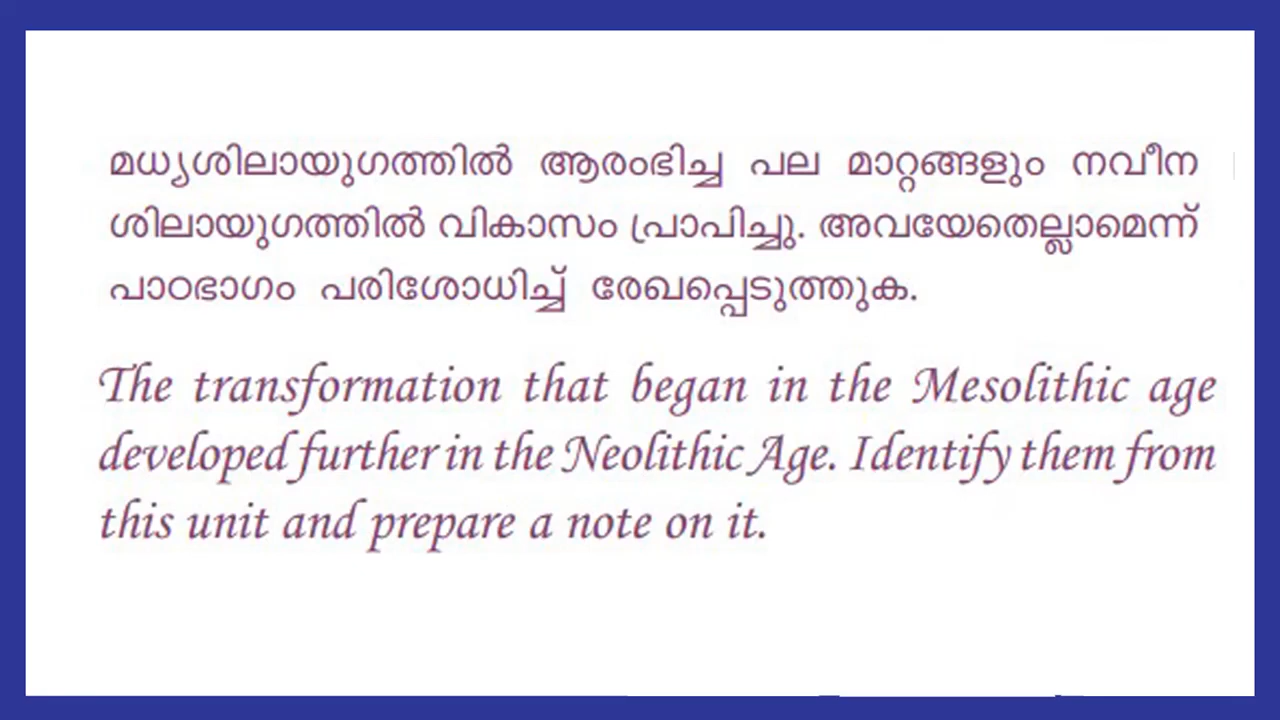 മധ്യശിലായുഗത്തിൽ ആരംഭിച്ച പല മാറ്റങ്ങളും നവീന
ശിലായുഗത്തിൽ വികാസം പ്രാപിച്ചു. അവയേതെല്ലാമെന്ന്
പാഠഭാഗം പരിശോധിച്ച് രേഖപ്പെടുത്തുക.
The transformation that began in the Mesolithic age
developed further in the Neolithic Age. Identify them from
this unit and prepare a note on it.